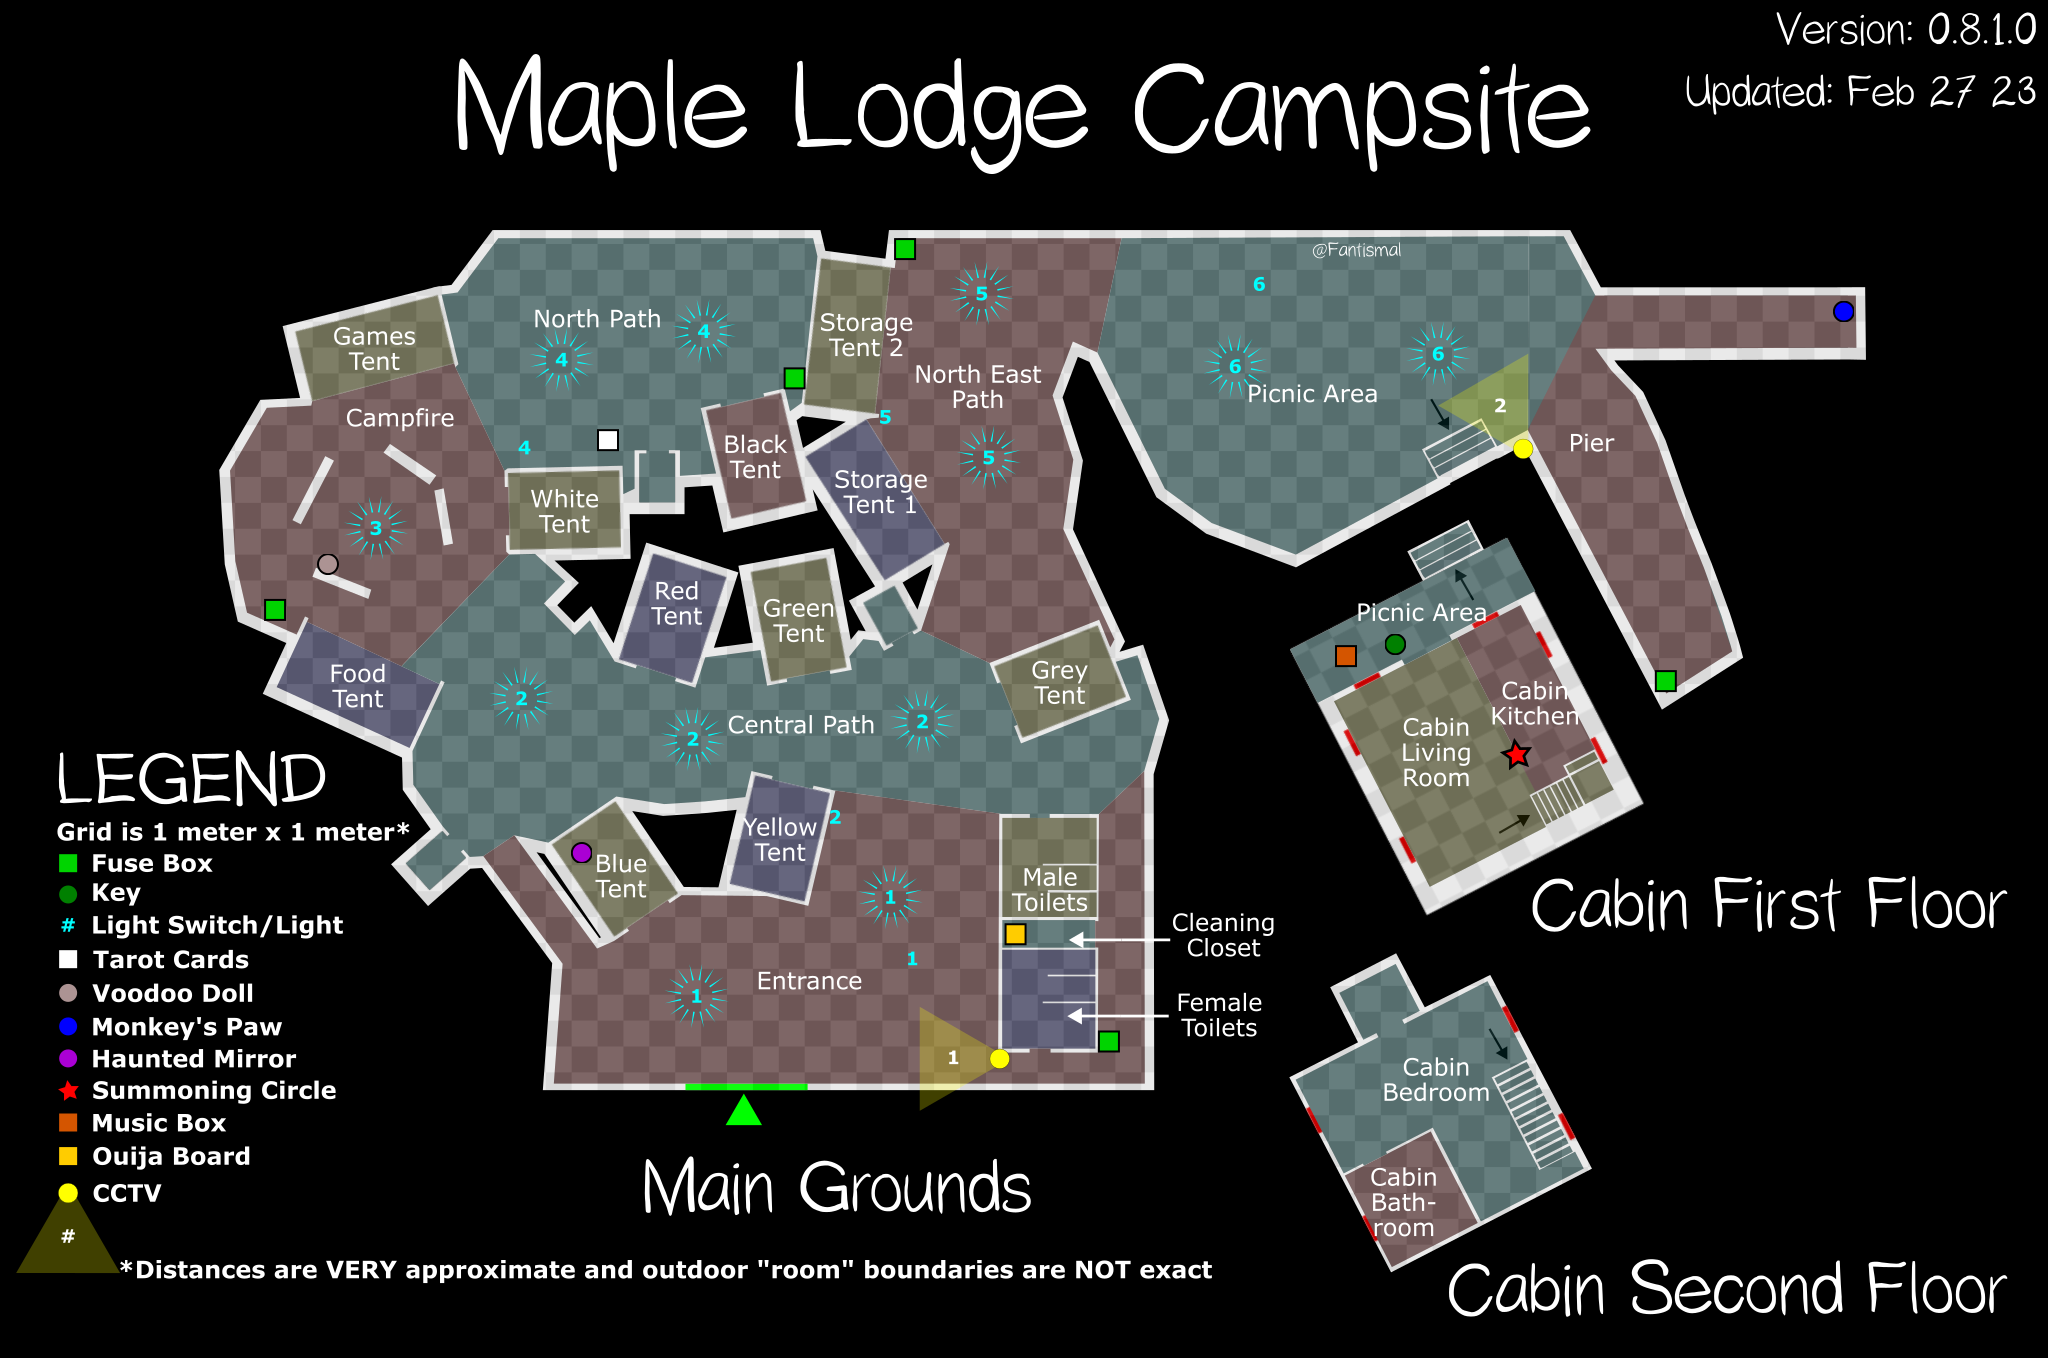 Version: 0.8.1.0
Updated: Feb 27 23
Maple Lodge Campsite
@Fantismal
6
5
North Path
4
Storage
Tent 2
Games
Tent
4
6
6
North East
Path
Picnic Area
2
Campfire
5
4
Black
Tent
Pier
5
Storage
Tent 1
White
Tent
3
Red
Tent
Green
Tent
Picnic Area
Food
Tent
Grey
Tent
2
2
2
Central Path
Cabin
Kitchen
Cabin
Living
Room
2
Yellow
Tent
Blue
Tent
1
Male
Toilets
Cleaning
Closet
1
Entrance
1
Female
Toilets
1
Cabin First Floor
LEGEND
Grid is 1 meter x 1 meter*
Fuse Box
Key
# Light Switch/Light
Tarot Cards
Voodoo Doll
Monkey's Paw
Haunted Mirror
Summoning Circle
Music Box
Ouija Board
CCTV
#
Main Grounds
Cabin
Bedroom
Cabin
Bath-
room
*Distances are VERY approximate and outdoor "room" boundaries are NOT exact
Cabin Second Floor